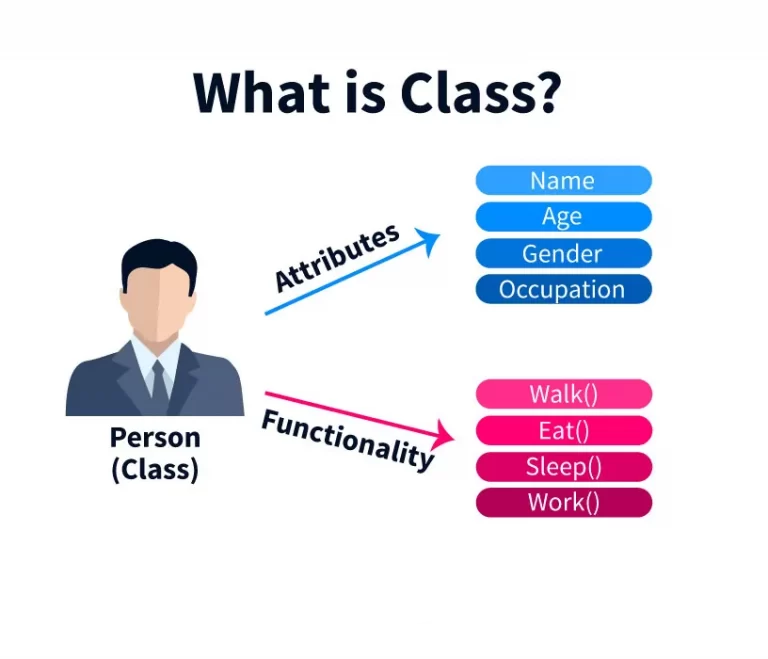 What is Class?
Attributes
Name
Age
Gender
Occupation
Person
(Class)
Functionality
Walk()
Eat()
Sleep()
Work()